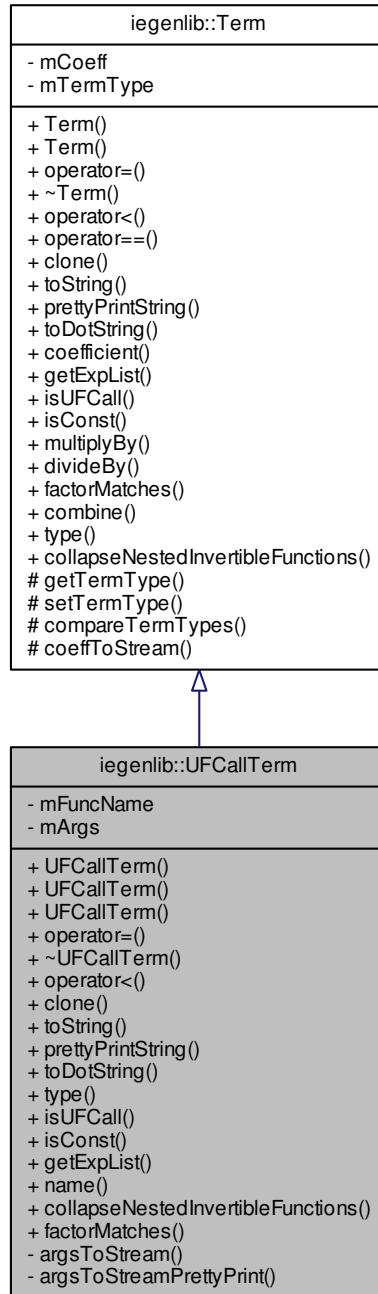 iegenlib::Term
- mCoeff
- mTermType
+ Term()
+ Term()
+ operator=()
+ ~Term()
+ operator<()
+ operator==()
+ clone()
+ toString()
+ prettyPrintString()
+ toDotString()
+ coefficient()
+ getExpList()
+ isUFCall()
+ isConst()
+ multiplyBy()
+ divideBy()
+ factorMatches()
+ combine()
+ type()
+ collapseNestedInvertibleFunctions()
# getTermType()
# setTermType()
# compareTermTypes()
# coeffToStream()
iegenlib::UFCallTerm
- mFuncName
- mArgs
+ UFCallTerm()
+ UFCallTerm()
+ UFCallTerm()
+ operator=()
+ ~UFCallTerm()
+ operator<()
+ clone()
+ toString()
+ prettyPrintString()
+ toDotString()
+ type()
+ isUFCall()
+ isConst()
+ getExpList()
+ name()
+ collapseNestedInvertibleFunctions()
+ factorMatches()
- argsToStream()
- argsToStreamPrettyPrint()